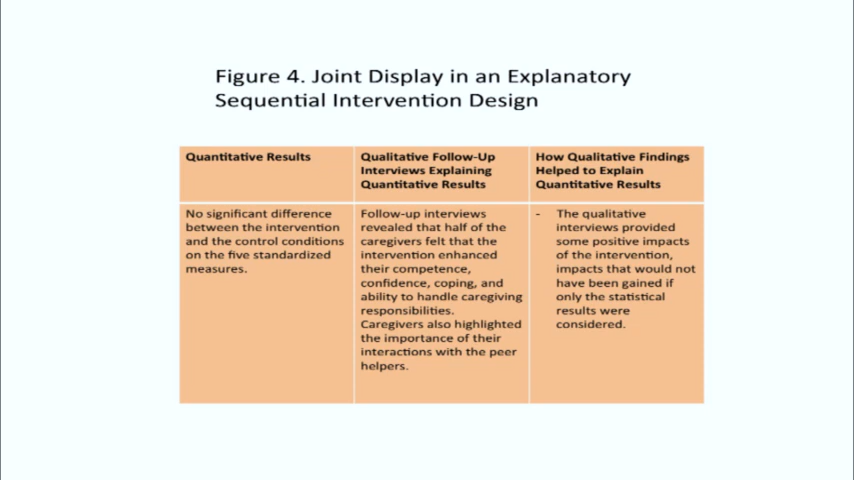 Figure 4. Joint Display in an Explanatory
Sequential Intervention Design
Quantitative Results
Qualitative Follow-Up
Interviews Explaining
Quantitative Results
How Qualitative Findings
Helped to Explain
Quantitative Results
No significant difference
between the intervention
and the control conditions
on the five standardized
measures.
Follow-up interviews
revealed that half of the
caregivers felt that the
intervention enhanced
their competence,
confidence, coping, and
ability to handle caregiving
responsibilities.
Caregivers also highlighted
the importance of their
interactions with the peer
helpers.
- The qualitative
interviews provided
some positive impacts
of the intervention,
impacts that would not
have been gained if
only the statistical
results were
considered.